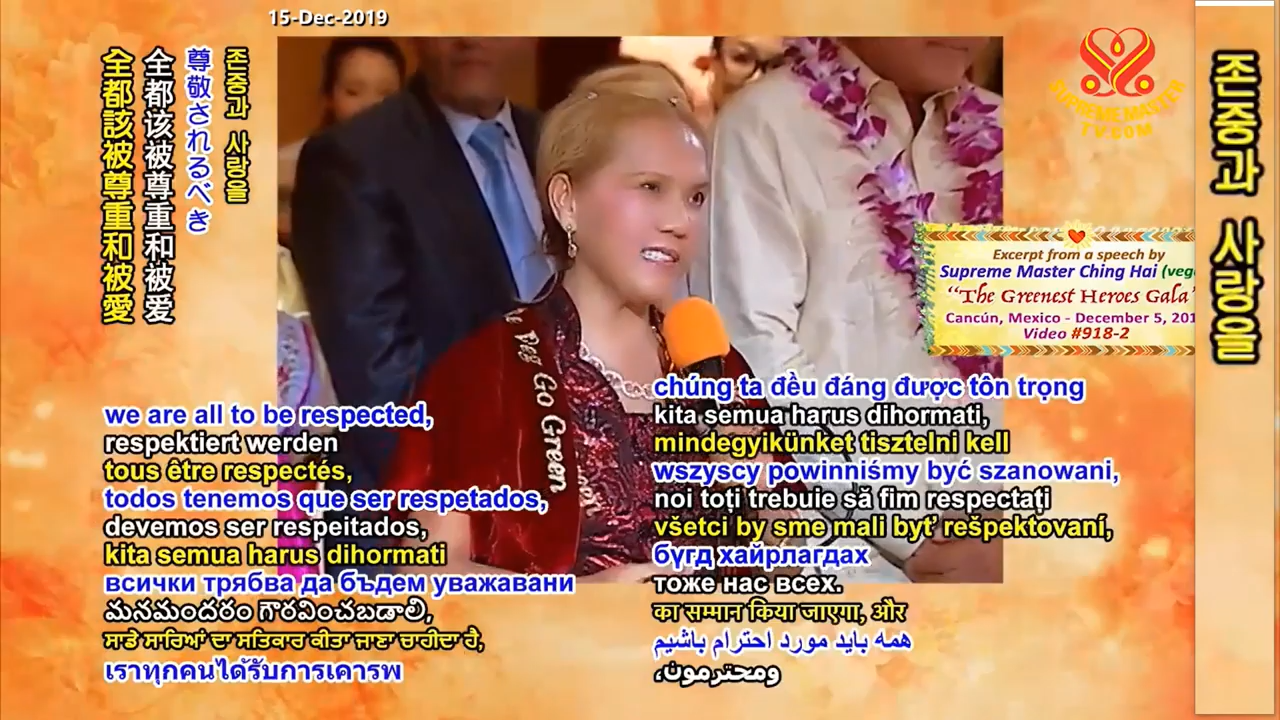 15-Dec-2019
존중과 사랑을
尊敬されるべき
全都该被尊重和被爱
全都該被尊重和被愛
SUPREMEMASTER
TV.COM
존중과 사랑을
Excerpt from a speech by
Supreme Master Ching Hai (veg
“The Greenest Heroes Gala”
Cancún, Mexico - December 5, 201
Video #918-2
Veg Go Green
we are all to be respected,
respektiert werden
tous être respectés,
todos tenemos que ser respetados,
devemos ser respeitados,
kita semua harus dihormati
всички трябва да бъдем уважавани
మనమందరం గౌరవించబడాలి,
ਸਾਡੇ ਸਾਰਿਆਂ ਦਾ ਸਤਿਕਾਰ ਕੀਤਾ ਜਾਣਾ ਚਾਹੀਦਾ ਹੈ,
เราทุกคนได้รับการเคารพ
chúng ta đều đáng được tôn trọng
kita semua harus dihormati,
mindegyikünket tisztelni kell
wszyscy powinniśmy być szanowani,
noi toți trebuie să fim respectați
všetci by sme mali byť rešpektovaní,
бүгд хайрлагдах
тоже нас всех.
का सम्मान किया जाएगा, और
همه باید مورد احترام باشیم
ومحترمون،